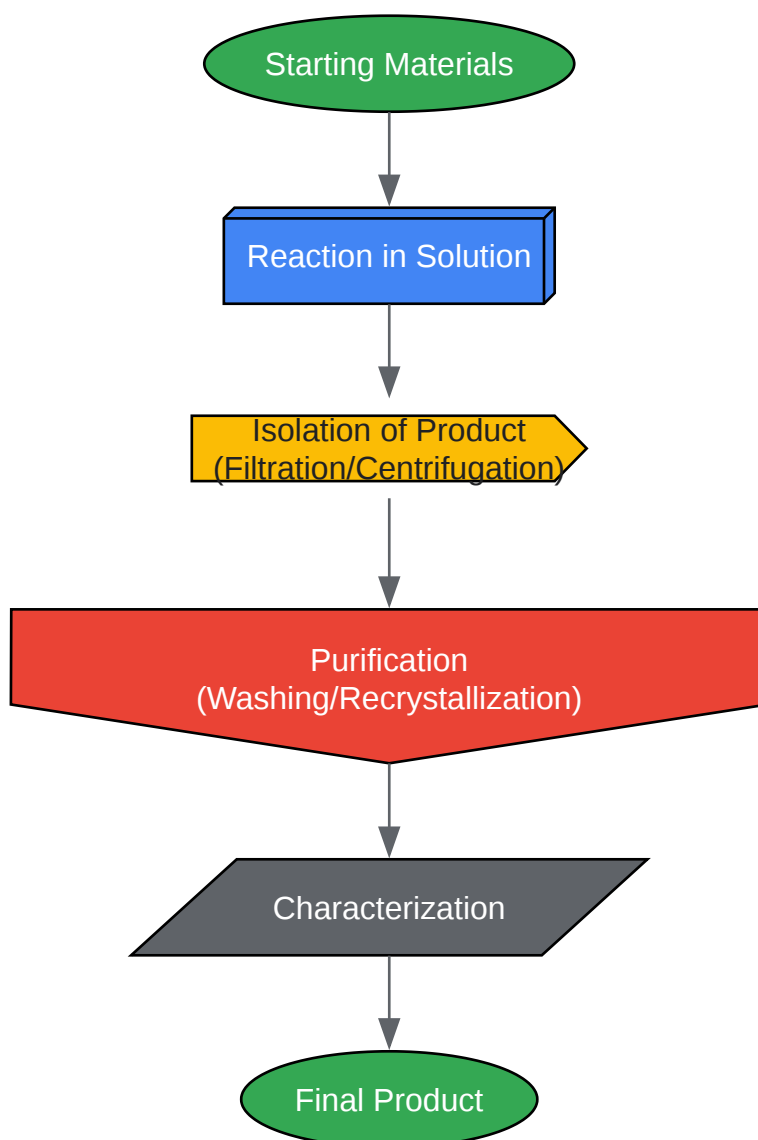 Starting Materials
Reaction in Solution
Isolation of Product
(Filtration/Centrifugation)
Purification
(Washing/Recrystallization)
Characterization
Final Product